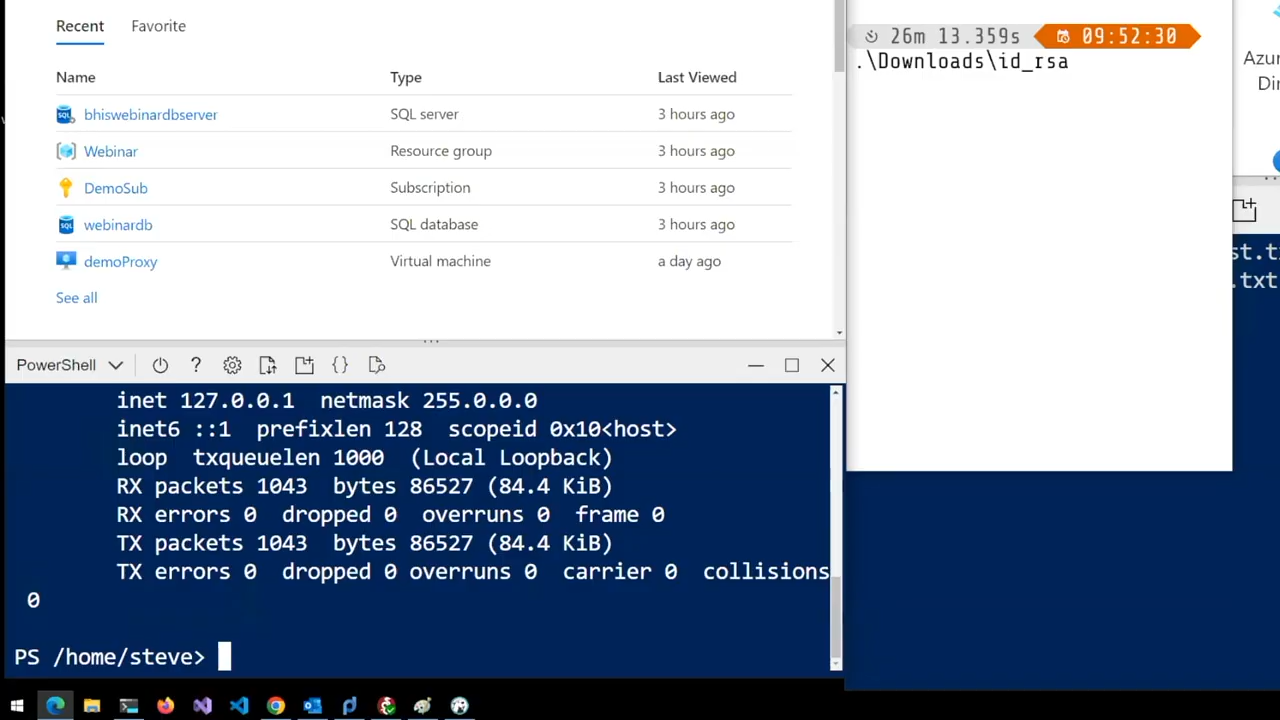 Recent Favorite
Name Type Last Viewed
bhiswebinardbserver SQL server 3 hours ago
Webinar Resource group 3 hours ago
DemoSub Subscription 3 hours ago
webinardb SQL database 3 hours ago
demoProxy Virtual machine a day ago
See all
PowerShell
inet 127.0.0.1 netmask 255.0.0.0
inet6 ::1 prefixlen 128 scopeid 0x10<host>
loop txqueuelen 1000 (Local Loopback)
RX packets 1043 bytes 86527 (84.4 KiB)
RX errors 0 dropped 0 overruns 0 frame 0
TX packets 1043 bytes 86527 (84.4 KiB)
TX errors 0 dropped 0 overruns 0 carrier 0 collisions
0
PS /home/steve>
26m 13.359s 09:52:30
.\Downloads\id_rsa
Azur
Dir
st.t
.txt